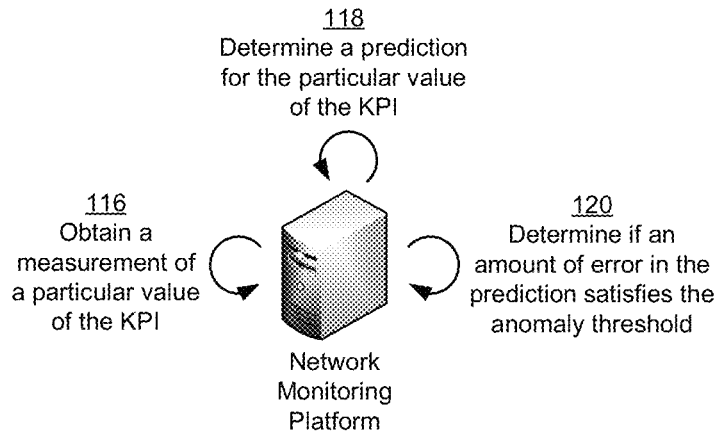 118
Determine a prediction
for the particular value
of the KPI
116
Obtain a
measurement of
a particular value
of the KPI
120
Determine if an
amount of error in the
prediction satisfies the
anomaly threshold
Network
Monitoring
Platform